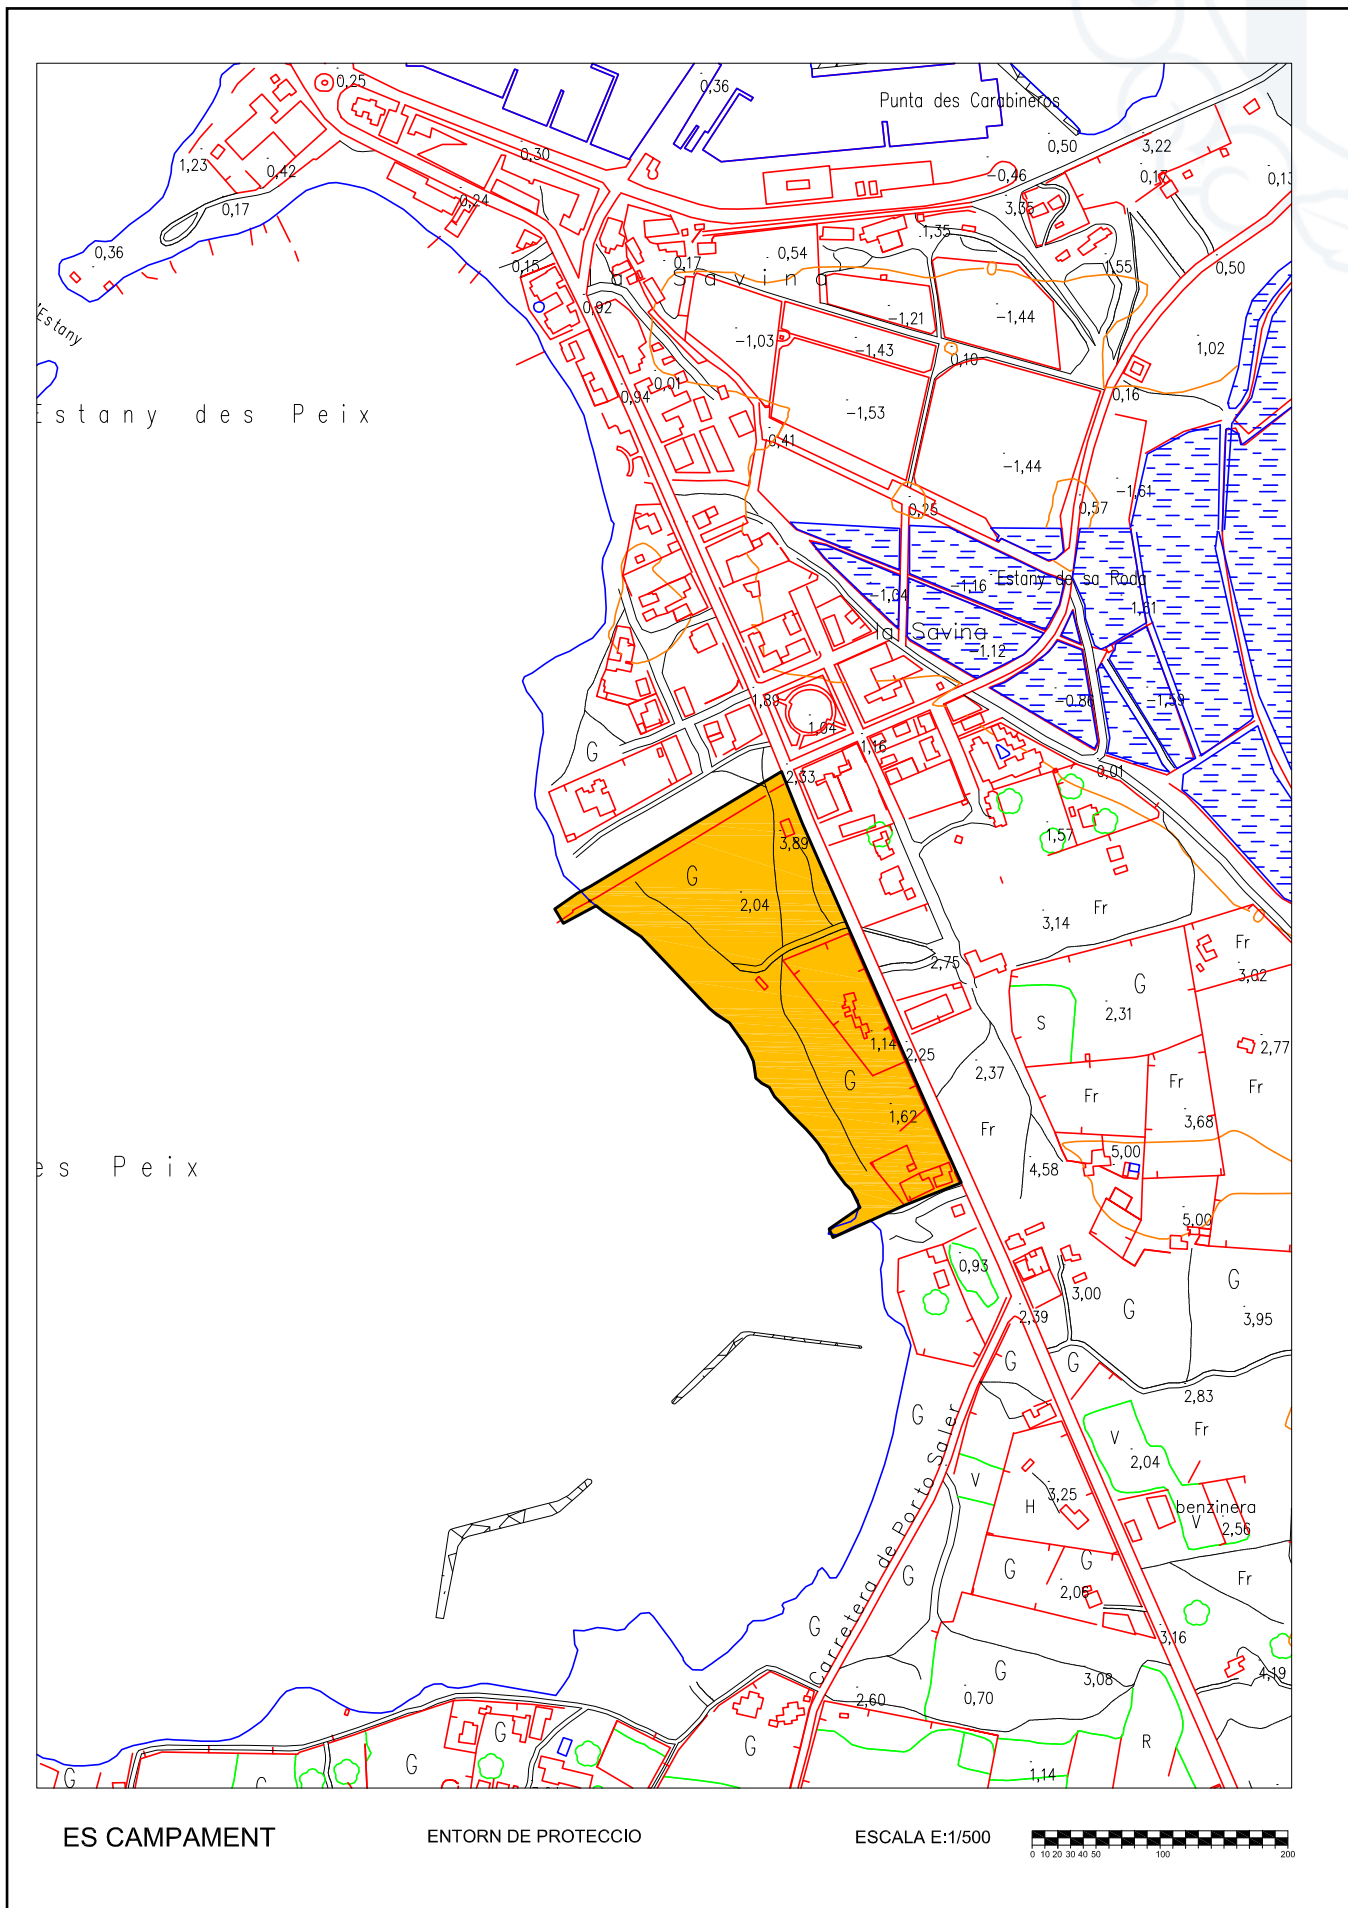 0,25
0,36
Punta des Carabineros
0,50
3,22
0,30
1,23
0,42
-0,46
0,17
0,17
0,24
3,35
1,35
0,36
0,15
0,17
0,54
1,55
0,50
la Savina
0,92
-1,21
-1,44
Estany
-1,03
-1,43
0,10
1,02
0,01
0,94
0,16
Estany des Peix
-1,53
0,41
-1,44
-1,61
0,25
0,57
-1,16
Estany de sa Roda
-1,04
1,61
la Savina
-1,12
1,89
-0,86
-1,59
1,04
G
1,16
2,33
0,01
3,89
1,57
G
2,04
Fr
3,14
Fr
2,75
3,02
G
2,31
S
1,14
2,25
2,77
G
2,37
Fr
Fr
Fr
1,62
3,68
Fr
5,00
es Peix
4,58
5,00
0,93
G
3,00
G
2,39
3,95
G
G
2,83
G
Fr
V
2,04
V
H
3,25
benzinera
V
2,56
Carretera de Porto Saler
G
G
G
2,06
Fr
G
3,16
G
3,08
4,19
2,60
0,70
G
G
G
R
G
1,14
ES CAMPAMENT
ENTORN DE PROTECCIO
ESCALA E:1/500
0 10 20 30 40 50 100 200